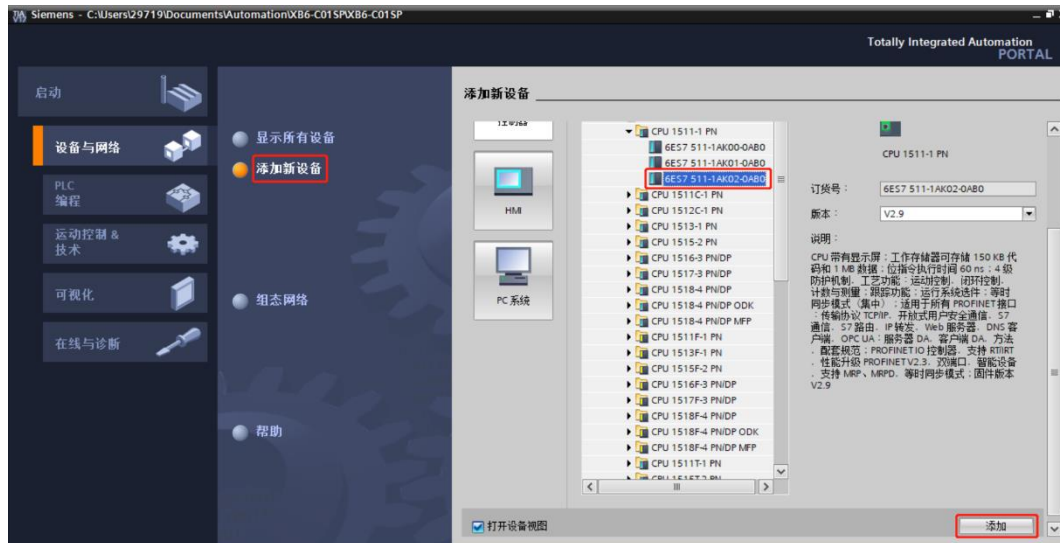 Siemens - C:\Users\29719\Documents\Automation\XB6-C01SP\XB6-C01SP
Totally Integrated Automation
PORTAL
启动
设备与网络
PLC
编程
运动控制 &
技术
可视化
在线与诊断
显示所有设备
添加新设备
组态网络
帮助
添加新设备
HMI
PC 系统
CPU 1511-1 PN
6ES7 511-1AK00-0AB0
6ES7 511-1AK01-0AB0
6ES7 511-1AK02-0AB0
CPU 1511C-1 PN
CPU 1512C-1 PN
CPU 1513-1 PN
CPU 1515-2 PN
CPU 1516-3 PN/DP
CPU 1517-3 PN/DP
CPU 1518-4 PN/DP
CPU 1518-4 PN/DP ODK
CPU 1518-4 PN/DP MFP
CPU 1511F-1 PN
CPU 1513F-1 PN
CPU 1515F-2 PN
CPU 1516F-3 PN/DP
CPU 1517F-3 PN/DP
CPU 1518F-4 PN/DP
CPU 1518F-4 PN/DP ODK
CPU 1518F-4 PN/DP MFP
CPU 1511T-1 PN
CPU 1515T-2 PN
CPU 1511-1 PN
订货号：
6ES7 511-1AK02-0AB0
版本：
V2.9
说明：
CPU 带有显示屏；工作存储器可存储 150 KB 代
码和 1 MB 数据；位指令执行时间 60 ns；4 级
防护机制，工艺功能：运动控制，闭环控制，
计数与测量；跟踪功能；运行系统选件；等时
同步模式（集中）；适用于所有 PROFINET 接口
：传输协议 TCP/IP，开放式用户安全通信，S7
通信，S7 路由，IP 转发，Web 服务器，DNS 客
户端，OPC UA：服务器 DA，客户端 DA，方法
，配套规范；PROFINET IO 控制器，支持 RT/IRT
，性能升级 PROFINET V2.3，双端口，智能设备
，支持 MRP、MRPD，等时同步模式；固件版本
V2.9
打开设备视图
添加